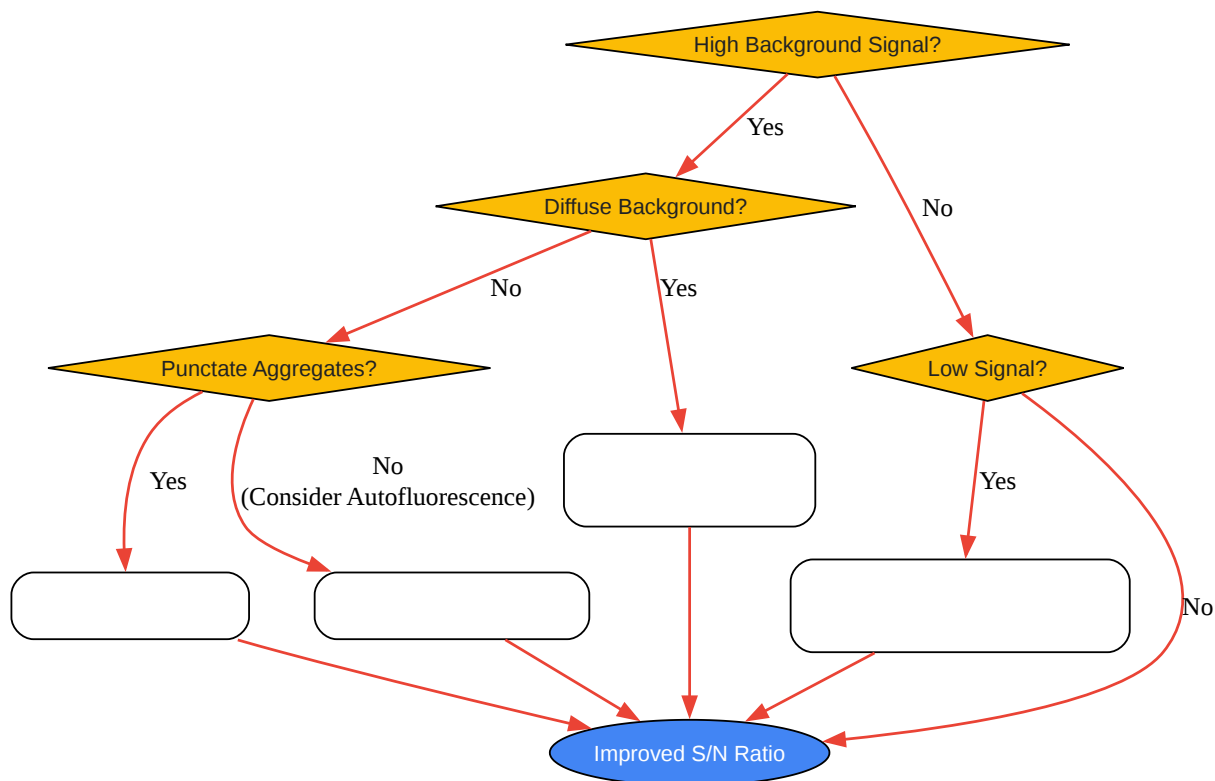 High Background Signal?
Yes
Diffuse Background?
No
No
Yes
Punctate Aggregates?
Low Signal?
No
Yes
(Consider Autofluorescence)
Yes
No
Improved S/N Ratio